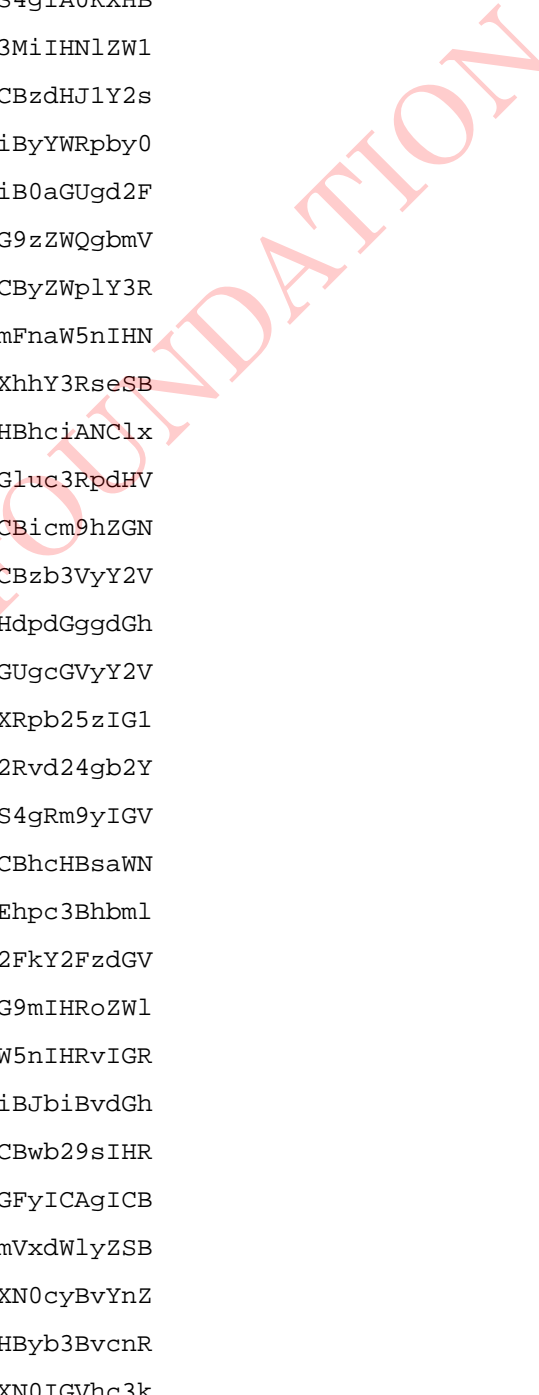 S4gIA0KXHB
3MiIHNlZW1
CBzdHJ1Y2s
iByYWRpby0
iB0aGUgd2F
G9zZWQgbmV
CByZWplY3R
mFnaW5nIHN
XhhY3RseSB
HBhciANClx
Gluc3RpdHV
CBicm9hZGN
CBzb3VyY2V
HdpdGggdGh
GUgcGVyY2V
XRpb25zIG1
2Rvd24gb2Y
S4gRm9yIGV
CBhcHBsaWN
Ehpc3Bhbml
2FkY2FzdGV
G9mIHRoZWl
W5nIHRvIGR
iBJbiBvdGh
CBwb29sIHR
GFyICAgICB
mVxdWlyZSB
XN0cyBvYnZ
HByb3BvcnR
XN0IGVhc3k
FOUNDATION